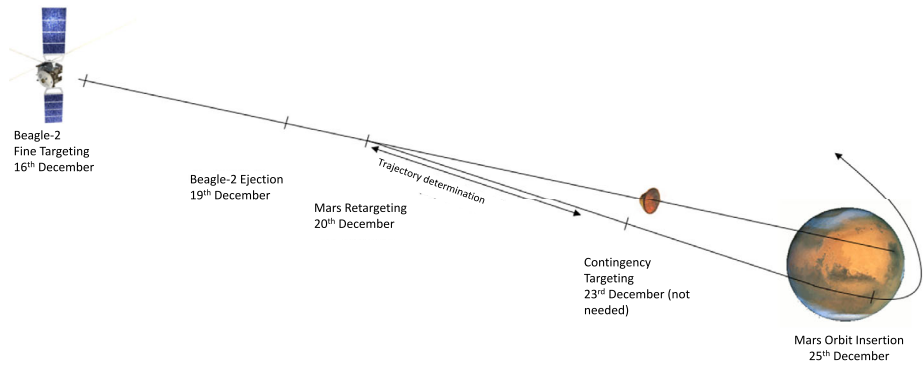 Beagle-2
Fine Targeting
16th December
Beagle-2 Ejection
19th December
Mars Retargeting
20th December
Trajectory determination
Contingency
Targeting
23rd December (not
needed)
Mars Orbit Insertion
25th December